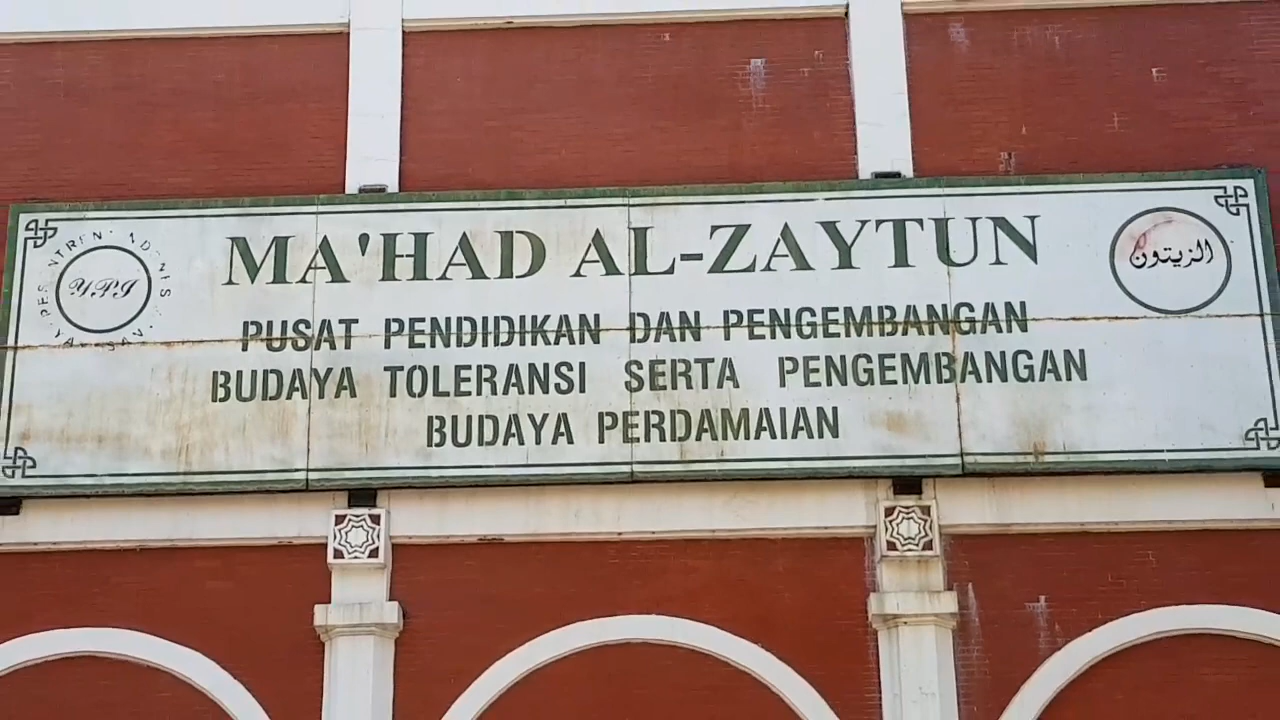 MA'HAD AL-ZAYTUN
PUSAT PENDIDIKAN DAN PENGEMBANGAN
BUDAYA TOLERANSI SERTA PENGEMBANGAN
BUDAYA PERDAMAIAN
YPI
الزيتون